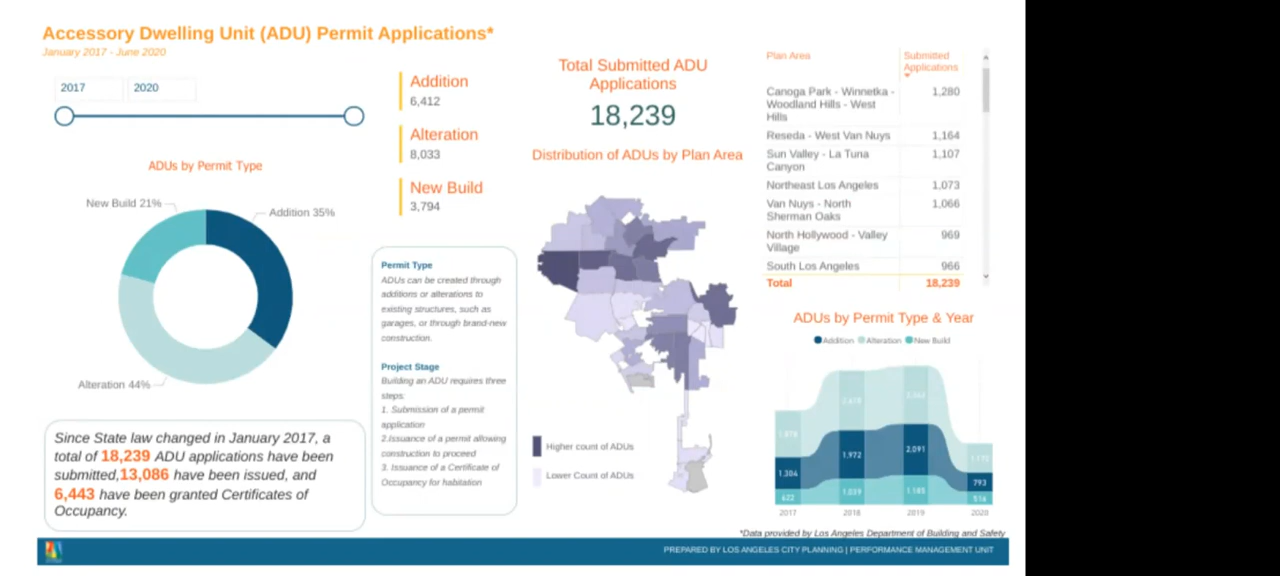 Accessory Dwelling Unit (ADU) Permit Applications*
January 2017 - June 2020
2017
2020
ADUs by Permit Type
New Build 21%
Addition 35%
Alteration 44%
Since State law changed in January 2017, a
total of 18,239 ADU applications have been
submitted,13,086 have been issued, and
6,443 have been granted Certificates of
Occupancy.
Addition
6,412
Alteration
8,033
New Build
3,794
Permit Type
ADUs can be created through
additions or alterations to
existing structures, such as
garages, or through brand-new
construction.
Project Stage
Building an ADU requires three
steps:
1. Submission of a permit
application
2.Issuance of a permit allowing
construction to proceed
3. Issuance of a Certificate of
Occupancy for habitation
Total Submitted ADU
Applications
18,239
Distribution of ADUs by Plan Area
Higher count of ADUs
Lower Count of ADUs
Plan Area
Submitted
Applications
Canoga Park - Winnetka - 1,280
Woodland Hills - West
Hills
Reseda - West Van Nuys 1,164
Sun Valley - La Tuna 1,107
Canyon
Northeast Los Angeles 1,073
Van Nuys - North 1,066
Sherman Oaks
North Hollywood - Valley 969
Village
South Los Angeles 966
Total 18,239
ADUs by Permit Type & Year
Addition Alteration New Build
1,304
622
1,972
1,039
2,091
1,185
793
516
2017 2018 2019 2020
*Data provided by Los Angeles Department of Building and Safety
PREPARED BY LOS ANGELES CITY PLANNING | PERFORMANCE MANAGEMENT UNIT